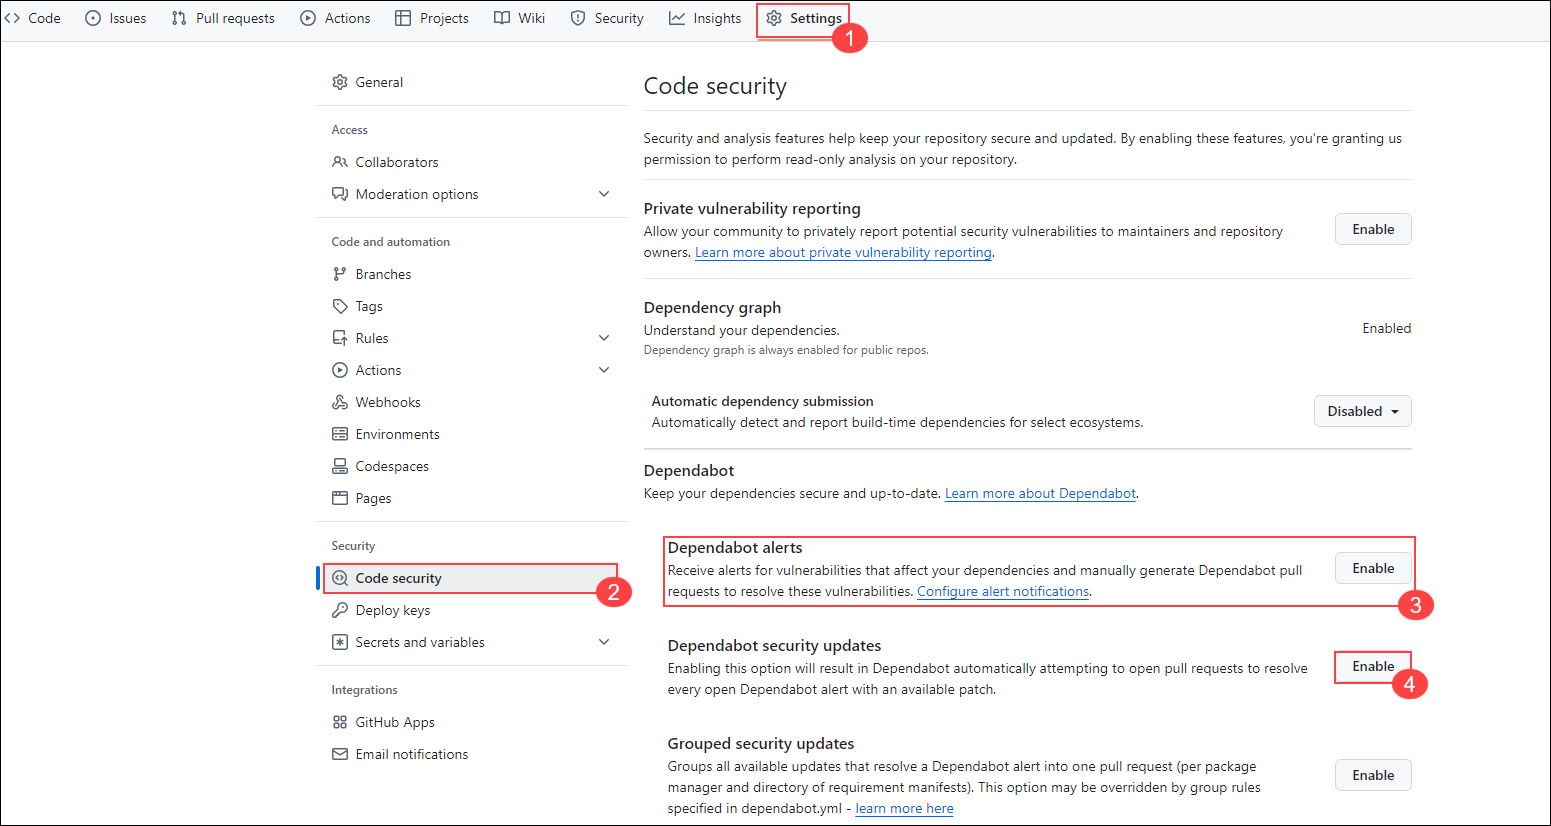 Code Issues Pull requests Actions Projects Wiki Security Insights Settings
1
General
Access
Collaborators
Moderation options
Code and automation
Branches
Tags
Rules
Actions
Webhooks
Environments
Codespaces
Pages
Security
Code security
2
Deploy keys
Secrets and variables
Integrations
GitHub Apps
Email notifications
Code security
Security and analysis features help keep your repository secure and updated. By enabling these features, you're granting us
permission to perform read-only analysis on your repository.
Private vulnerability reporting
Allow your community to privately report potential security vulnerabilities to maintainers and repository
owners. Learn more about private vulnerability reporting.
Enable
Dependency graph
Understand your dependencies.
Dependency graph is always enabled for public repos.
Enabled
Automatic dependency submission
Automatically detect and report build-time dependencies for select ecosystems.
Disabled
Dependabot
Keep your dependencies secure and up-to-date. Learn more about Dependabot.
Dependabot alerts
Receive alerts for vulnerabilities that affect your dependencies and manually generate Dependabot pull
requests to resolve these vulnerabilities. Configure alert notifications.
Enable
3
Dependabot security updates
Enabling this option will result in Dependabot automatically attempting to open pull requests to resolve
every open Dependabot alert with an available patch.
Enable
4
Grouped security updates
Groups all available updates that resolve a Dependabot alert into one pull request (per package
manager and directory of requirement manifests). This option may be overridden by group rules
specified in dependabot.yml - learn more here
Enable